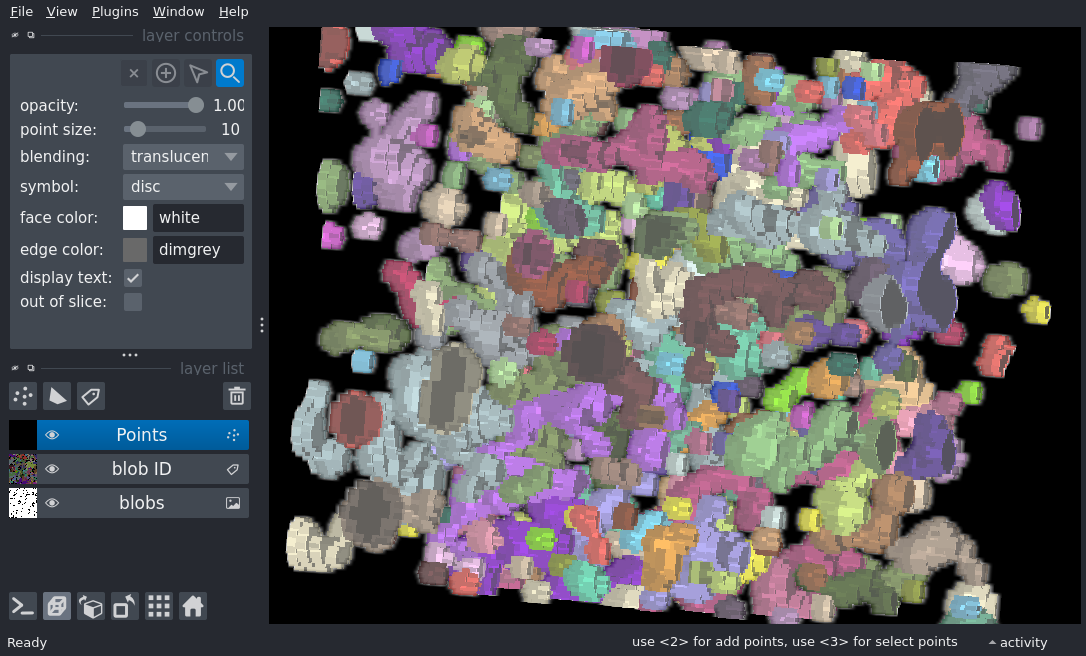 File View Plugins Window Help
layer controls
opacity: 1.00
point size: 10
blending: translucen
symbol: disc
face color: white
edge color: dimgrey
display text:
out of slice:
layer list
Points
blob ID
blobs
Ready
use <2> for add points, use <3> for select points
activity